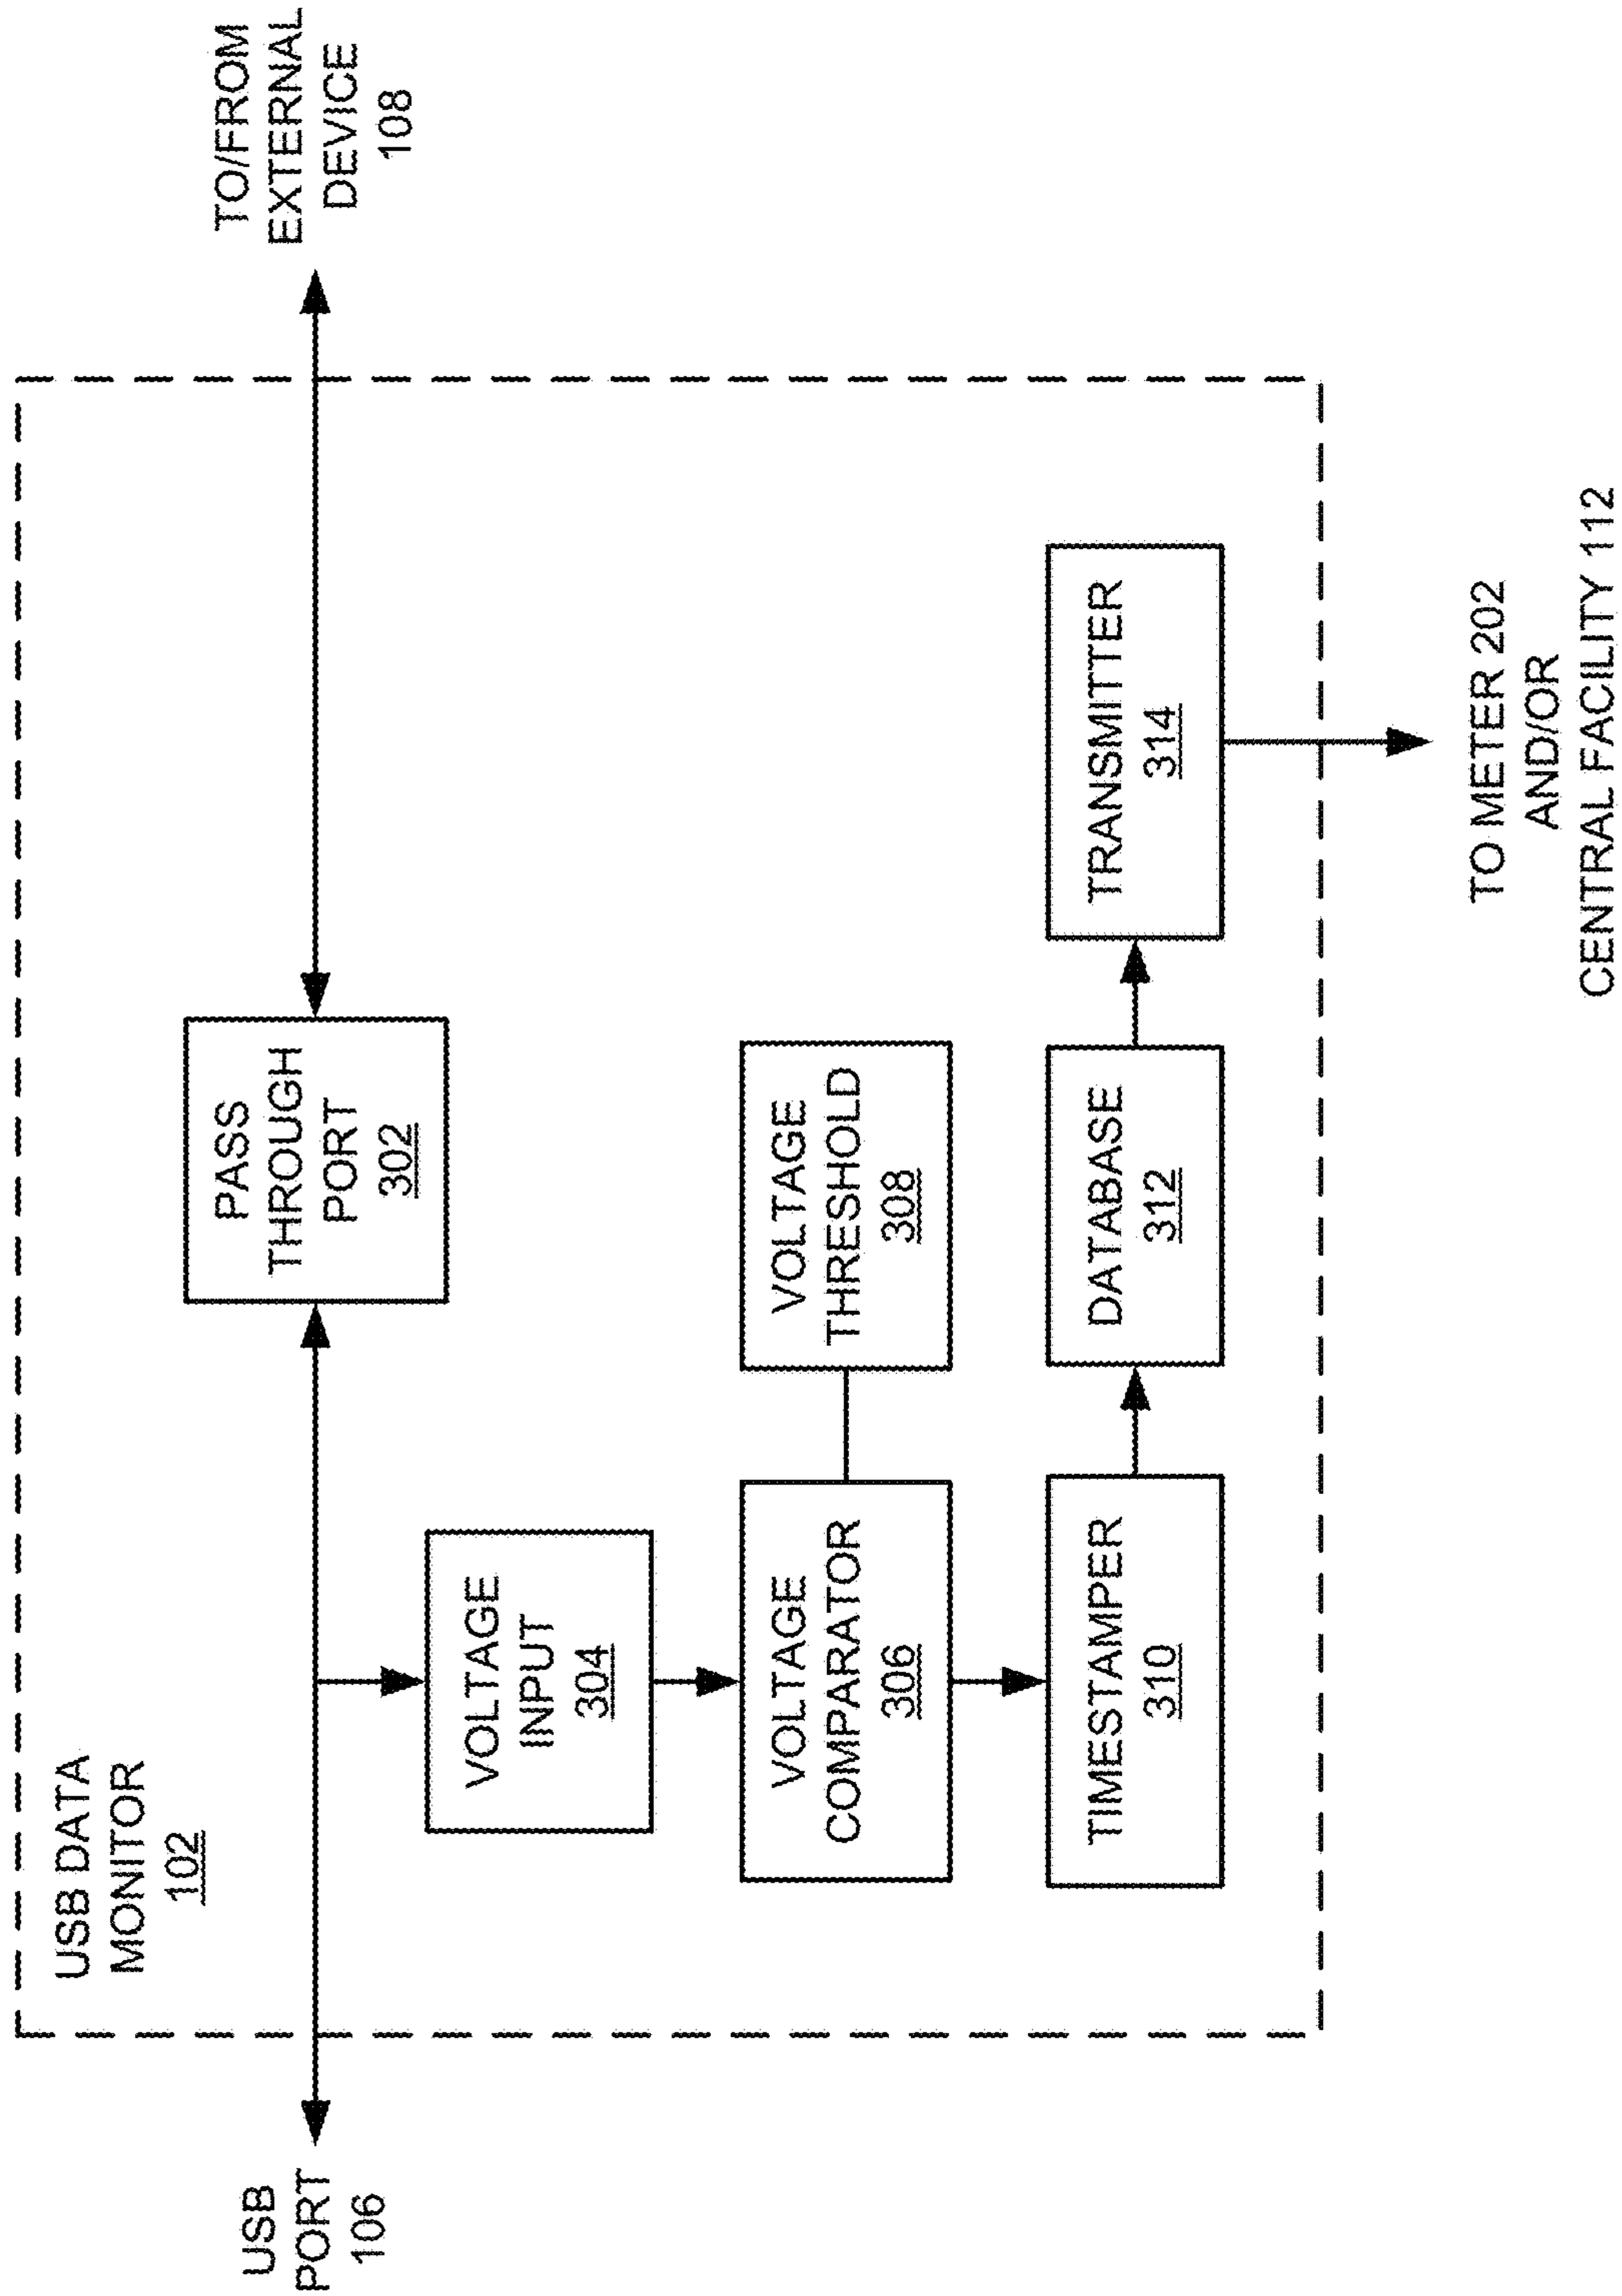 USB DATA
MONITOR
102
USB
PORT
106
PASS
THROUGH
PORT
302
TO/FROM
EXTERNAL
DEVICE
108
VOLTAGE
INPUT
304
VOLTAGE
COMPARATOR
306
VOLTAGE
THRESHOLD
308
TIMESTAMPER
310
DATABASE
312
TRANSMITTER
314
TO METER 202
AND/OR
CENTRAL FACILITY 112